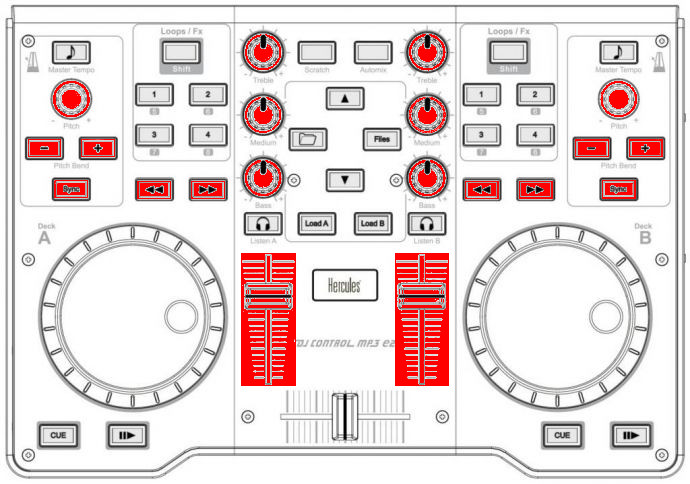 Loops / Fx
Shift
Master Tempo
Pitch
- +
Pitch Bend
Sync
1 2
5 6
3 4
7 8
Treble
Medium
Bass
Scratch
Automix
Files
Load A
Load B
Listen A
Listen B
Treble
Medium
Bass
Loops / Fx
Shift
1 2
5 6
3 4
7 8
Master Tempo
Pitch
- +
Pitch Bend
Sync
Deck
A
Deck
B
Hercules
DJ CONTROL MP3 e2
CUE
CUE